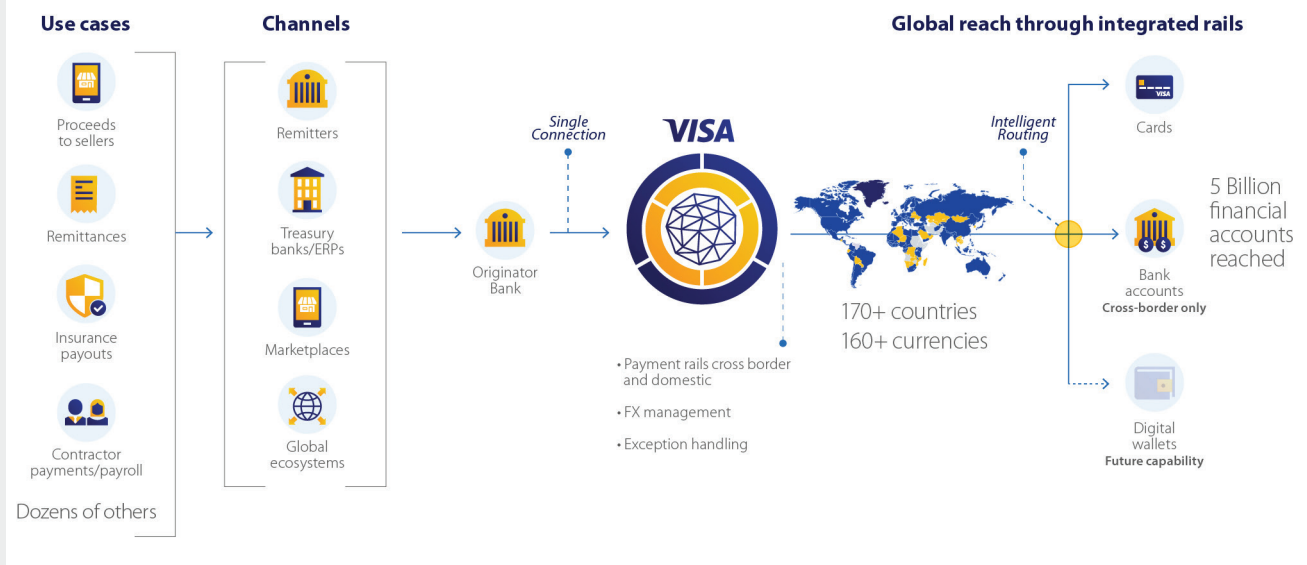 Use cases
Proceeds
to sellers
Remittances
Insurance
payouts
Contractor
payments/payroll
Dozens of others
Channels
Remitters
Treasury
banks/ERPs
Marketplaces
Global
ecosystems
Originator
Bank
Single
Connection
VISA
• Payment rails cross border
and domestic
• FX management
• Exception handling
170+ countries
160+ currencies
Global reach through integrated rails
Intelligent
Routing
VISA
Cards
$ $
Bank
accounts
Cross-border only
Digital
wallets
Future capability
5 Billion
financial
accounts
reached